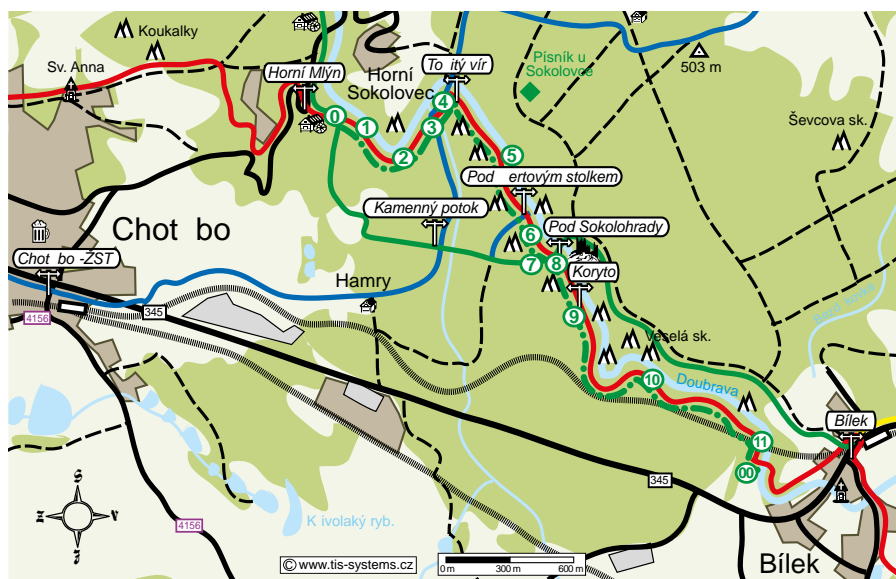 Koukalky
Sv. Anna
Horní Mlýn
Horní
Sokolovec
To itý vír
Písník u
Sokolovce
503 m
Ševcova sk.
0
1
2
3
4
5
Pod ertovým stolkem
Kamenný potok
Pod Sokolohrady
6
7
8
Koryto
9
Chot bo
Chot bo -ŽST
Hamry
4156
345
Veselá sk.
Doubrava
10
11
00
Bílek
345
4156
K ivolaký ryb.
S
Z
V
J
© www.tis-systems.cz
0 m
300 m
600 m
Bílek